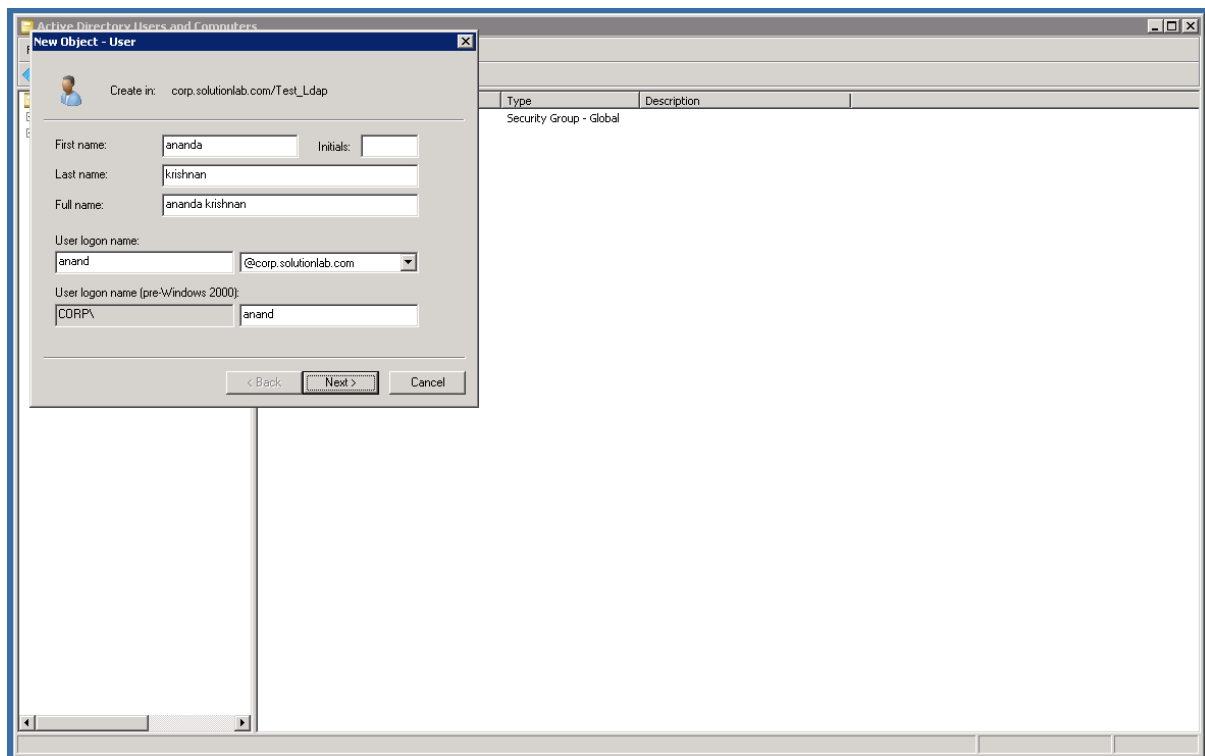 Active Directory Users and Computers
New Object - User
Create in: corp.solutionlab.com/Test_Ldap
Type Description
Security Group - Global
First name: ananda Initials:
Last name: krishnan
Full name: ananda krishnan
User logon name:
anand @corp.solutionlab.com
User logon name (pre-Windows 2000):
CORP\ anand
< Back Next > Cancel